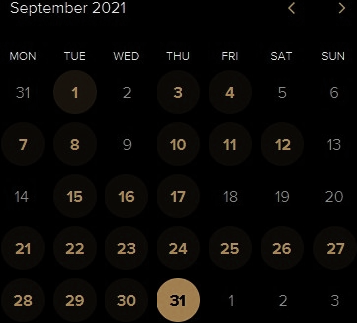 September 2021
MON TUE WED THU FRI SAT SUN
31 1 2 3 4 5 6
7 8 9 10 11 12 13
14 15 16 17 18 19 20
21 22 23 24 25 26 27
28 29 30 31 1 2 3